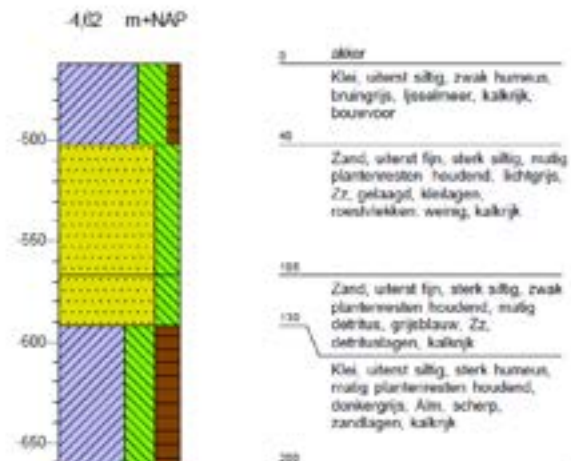 -4,62 m+NAP
0 akker
Klei, uiterst siltig, zwak humeus,
bruingrijs, Ijsselmeer, kalkrijk,
bouwvoor
-500
40
Zand, uiterst fijn, sterk siltig, matig
plantenresten houdend, lichtgrijs,
Zz, gelaagd, kleilagen,
roestvlekken: weinig, kalkrijk
-550
105
Zand, uiterst fijn, sterk siltig, zwak
plantenresten houdend, matig
detritus, grijsblauw, Zz,
detrituslagen, kalkrijk
130
-600
Klei, uiterst siltig, sterk humeus,
matig plantenresten houdend,
donkergrijs, Alm, scherp,
zandlagen, kalkrijk
-650
200